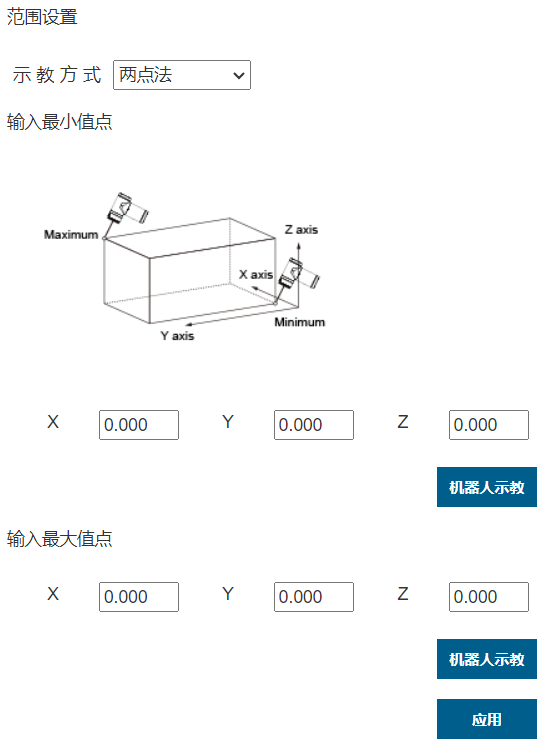 范围设置
示教方式 两点法
输入最小值点
Maximum
Z axis
X axis
Minimum
Y axis
X 0.000 Y 0.000 Z 0.000
机器人示教
输入最大值点
X 0.000 Y 0.000 Z 0.000
机器人示教
应用